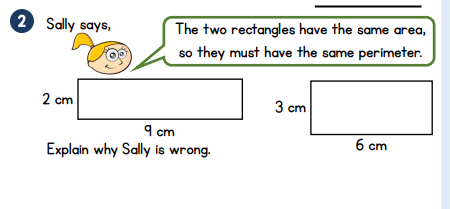 2
Sally says,
The two rectangles have the same area,
so they must have the same perimeter.
2 cm
9 cm
3 cm
6 cm
Explain why Sally is wrong.